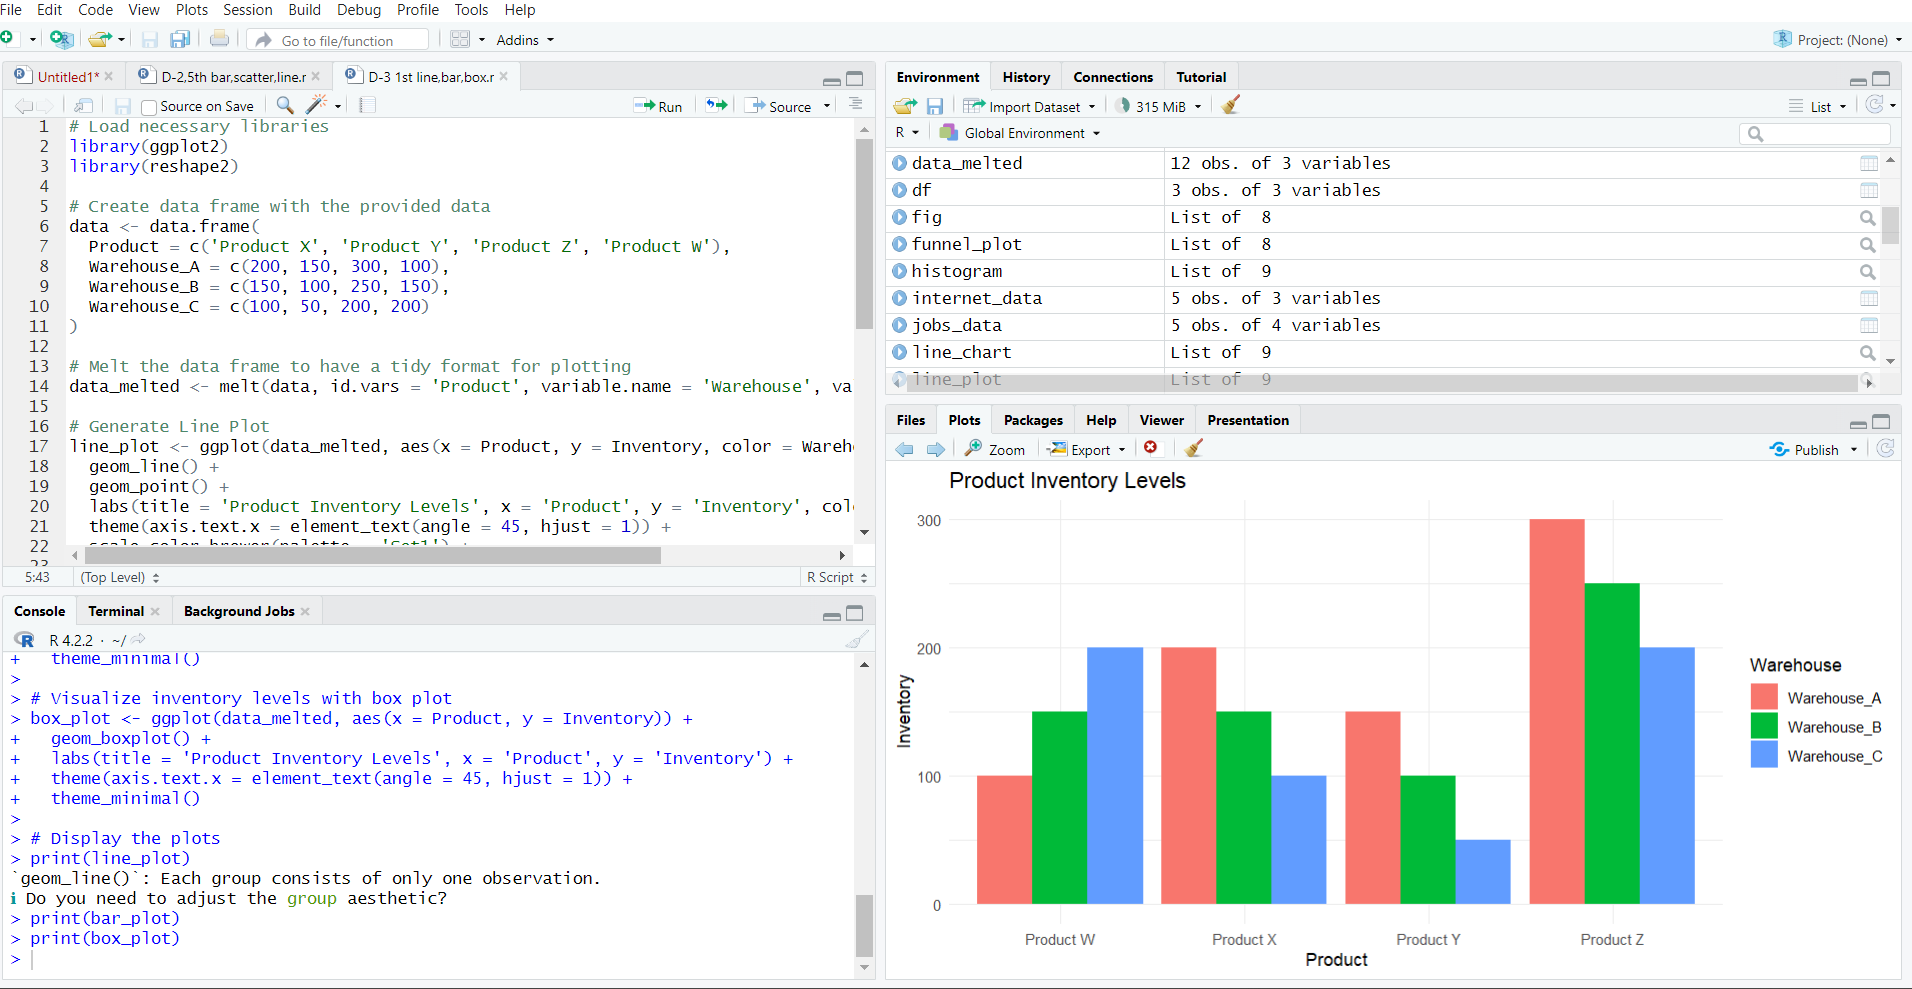 File Edit Code View Plots Session Build Debug Profile Tools Help
Go to file/function
Addins
Project: (None)
Untitled1*
D-2,5th bar,scatter,line.r
D-3 1st line,bar,box.r
Source on Save
Run
Source
1 # Load necessary libraries
2 library(ggplot2)
3 library(reshape2)
4
5 # Create data frame with the provided data
6 data <- data.frame(
7 Product = c('Product X', 'Product Y', 'Product Z', 'Product W'),
8 Warehouse_A = c(200, 150, 300, 100),
9 Warehouse_B = c(150, 100, 250, 150),
10 Warehouse_C = c(100, 50, 200, 200)
11 )
12
13 # Melt the data frame to have a tidy format for plotting
14 data_melted <- melt(data, id.vars = 'Product', variable.name = 'Warehouse', va
15
16 # Generate Line Plot
17 line_plot <- ggplot(data_melted, aes(x = Product, y = Inventory, color = Wareh
18 geom_line() +
19 geom_point() +
20 labs(title = 'Product Inventory Levels', x = 'Product', y = 'Inventory', col
21 theme(axis.text.x = element_text(angle = 45, hjust = 1)) +
22 scale_color_brewer(palette = 'Set1') +
23
5:43 (Top Level) R Script
Console Terminal Background Jobs
R 4.2.2 · ~/
+ theme_minimal()
>
> # Visualize inventory levels with box plot
> box_plot <- ggplot(data_melted, aes(x = Product, y = Inventory)) +
+ geom_boxplot() +
+ labs(title = 'Product Inventory Levels', x = 'Product', y = 'Inventory') +
+ theme(axis.text.x = element_text(angle = 45, hjust = 1)) +
+ theme_minimal()
>
> # Display the plots
> print(line_plot)
`geom_line()`: Each group consists of only one observation.
ℹ Do you need to adjust the group aesthetic?
> print(bar_plot)
> print(box_plot)
>
Environment History Connections Tutorial
Import Dataset 315 MiB List
R Global Environment
data_melted 12 obs. of 3 variables
df 3 obs. of 3 variables
fig List of 8
funnel_plot List of 8
histogram List of 9
internet_data 5 obs. of 3 variables
jobs_data 5 obs. of 4 variables
line_chart List of 9
line_plot List of 9
Files Plots Packages Help Viewer Presentation
Zoom Export Publish
Product Inventory Levels
300
200
100
0
Inventory
Product W Product X Product Y Product Z
Product
Warehouse
Warehouse_A
Warehouse_B
Warehouse_C